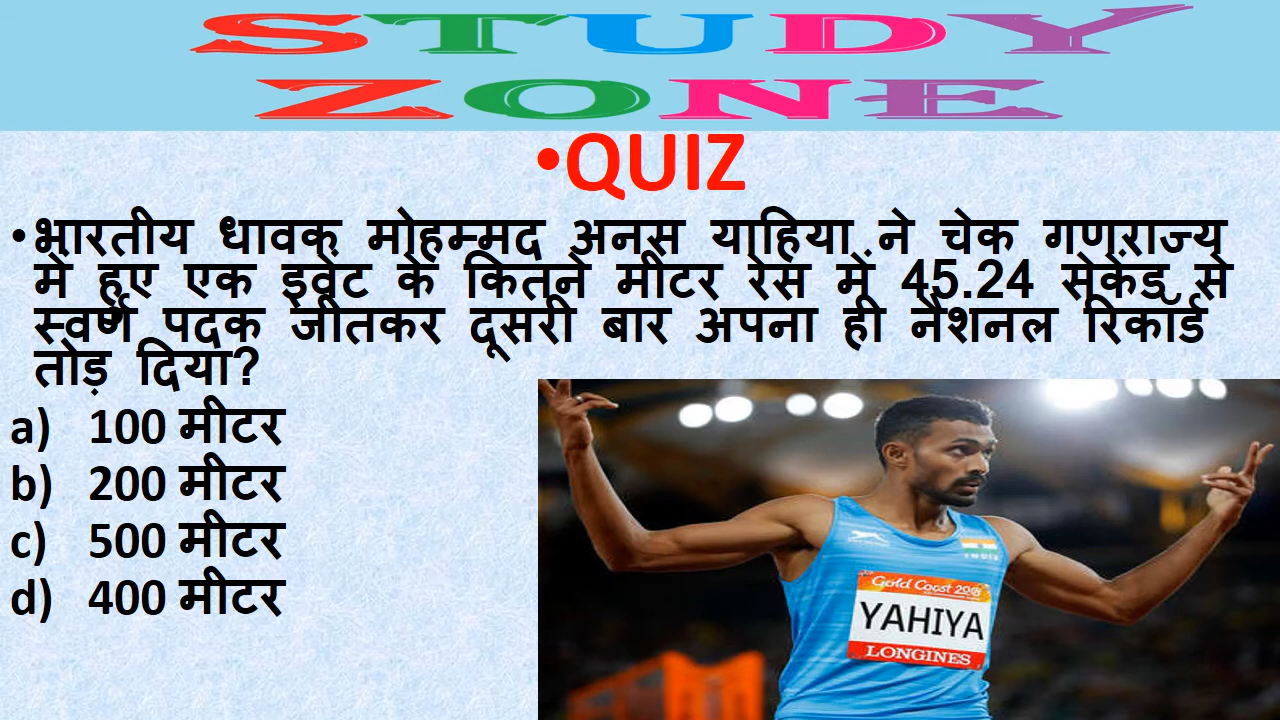 STUDY
ZONE
•QUIZ
• भारतीय धावक मोहम्मद अनस याहिया ने चेक गणराज्य
में हुए एक इवेंट के कितने मीटर रेस में 45.24 सेकेंड से
स्वर्ण पदक जीतकर दूसरी बार अपना ही नैशनल रिकॉर्ड
तोड़ दिया?
a) 100 मीटर
b) 200 मीटर
c) 500 मीटर
d) 400 मीटर
INDIA
Gold Coast 2018
YAHIYA
LONGINES